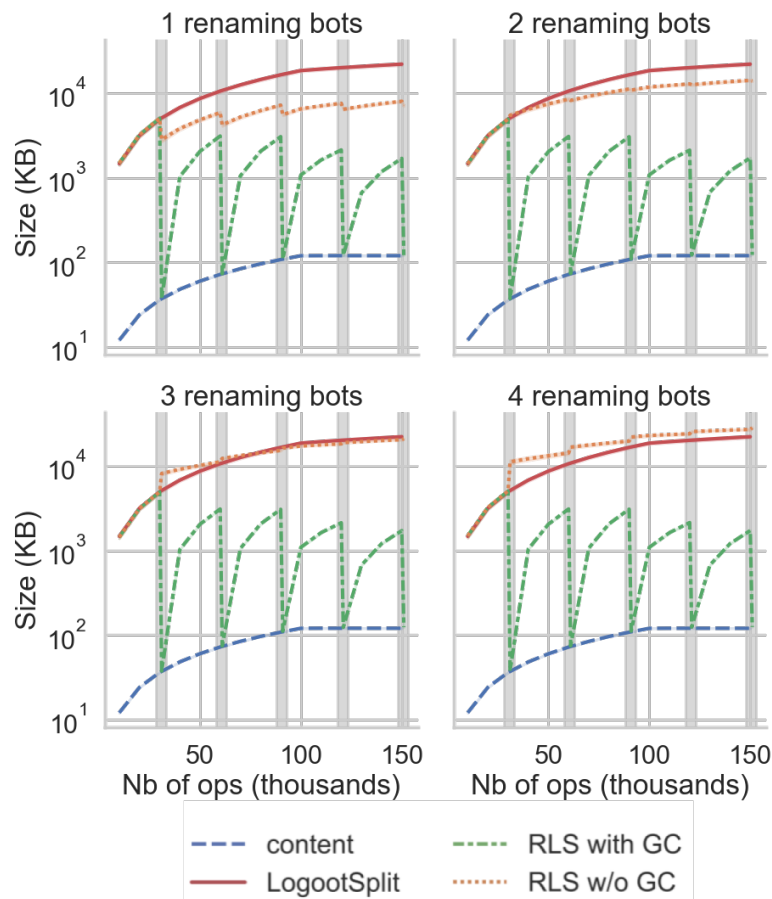 1 renaming bots
2 renaming bots
Size (KB)
10^4
10^3
10^2
10^1
3 renaming bots
4 renaming bots
Size (KB)
10^4
10^3
10^2
10^1
50 100 150
50 100 150
Nb of ops (thousands)
Nb of ops (thousands)
content
LogootSplit
RLS with GC
RLS w/o GC